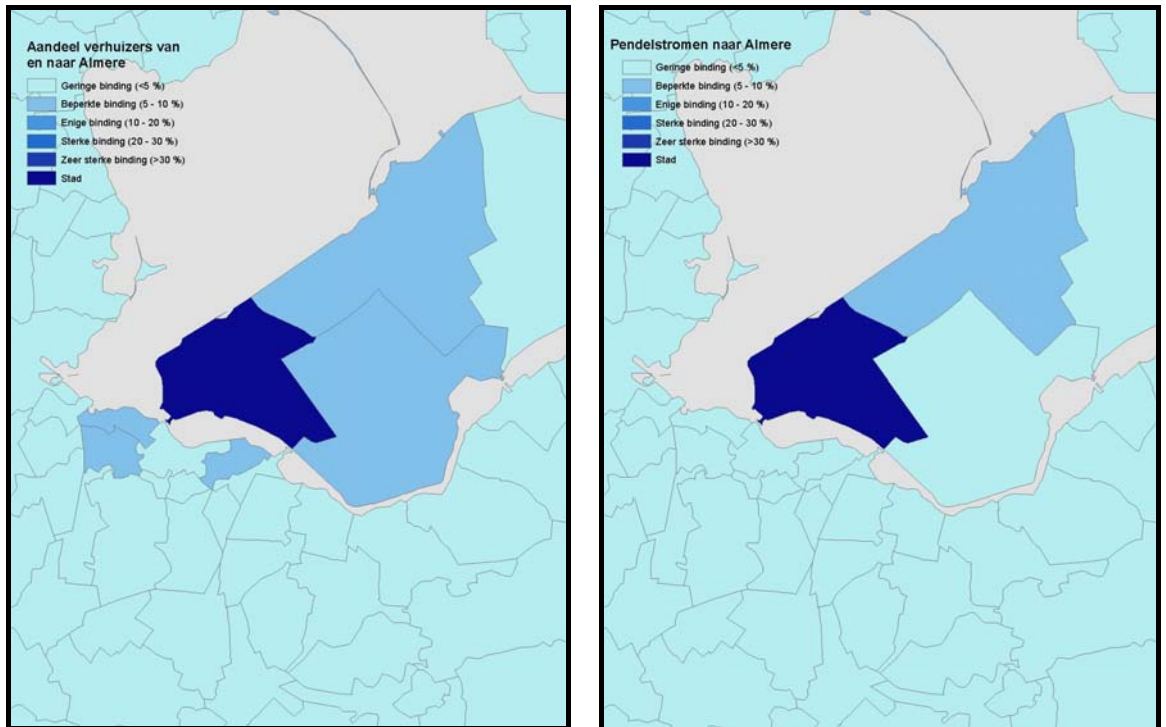 Aandeel verhuizers van
en naar Almere
Geringe binding (<5 %)
Beperkte binding (5 - 10 %)
Enige binding (10 - 20 %)
Sterke binding (20 - 30 %)
Zeer sterke binding (>30 %)
Stad
Pendelstromen naar Almere
Geringe binding (<5 %)
Beperkte binding (5 - 10 %)
Enige binding (10 - 20 %)
Sterke binding (20 - 30 %)
Zeer sterke binding (>30 %)
Stad